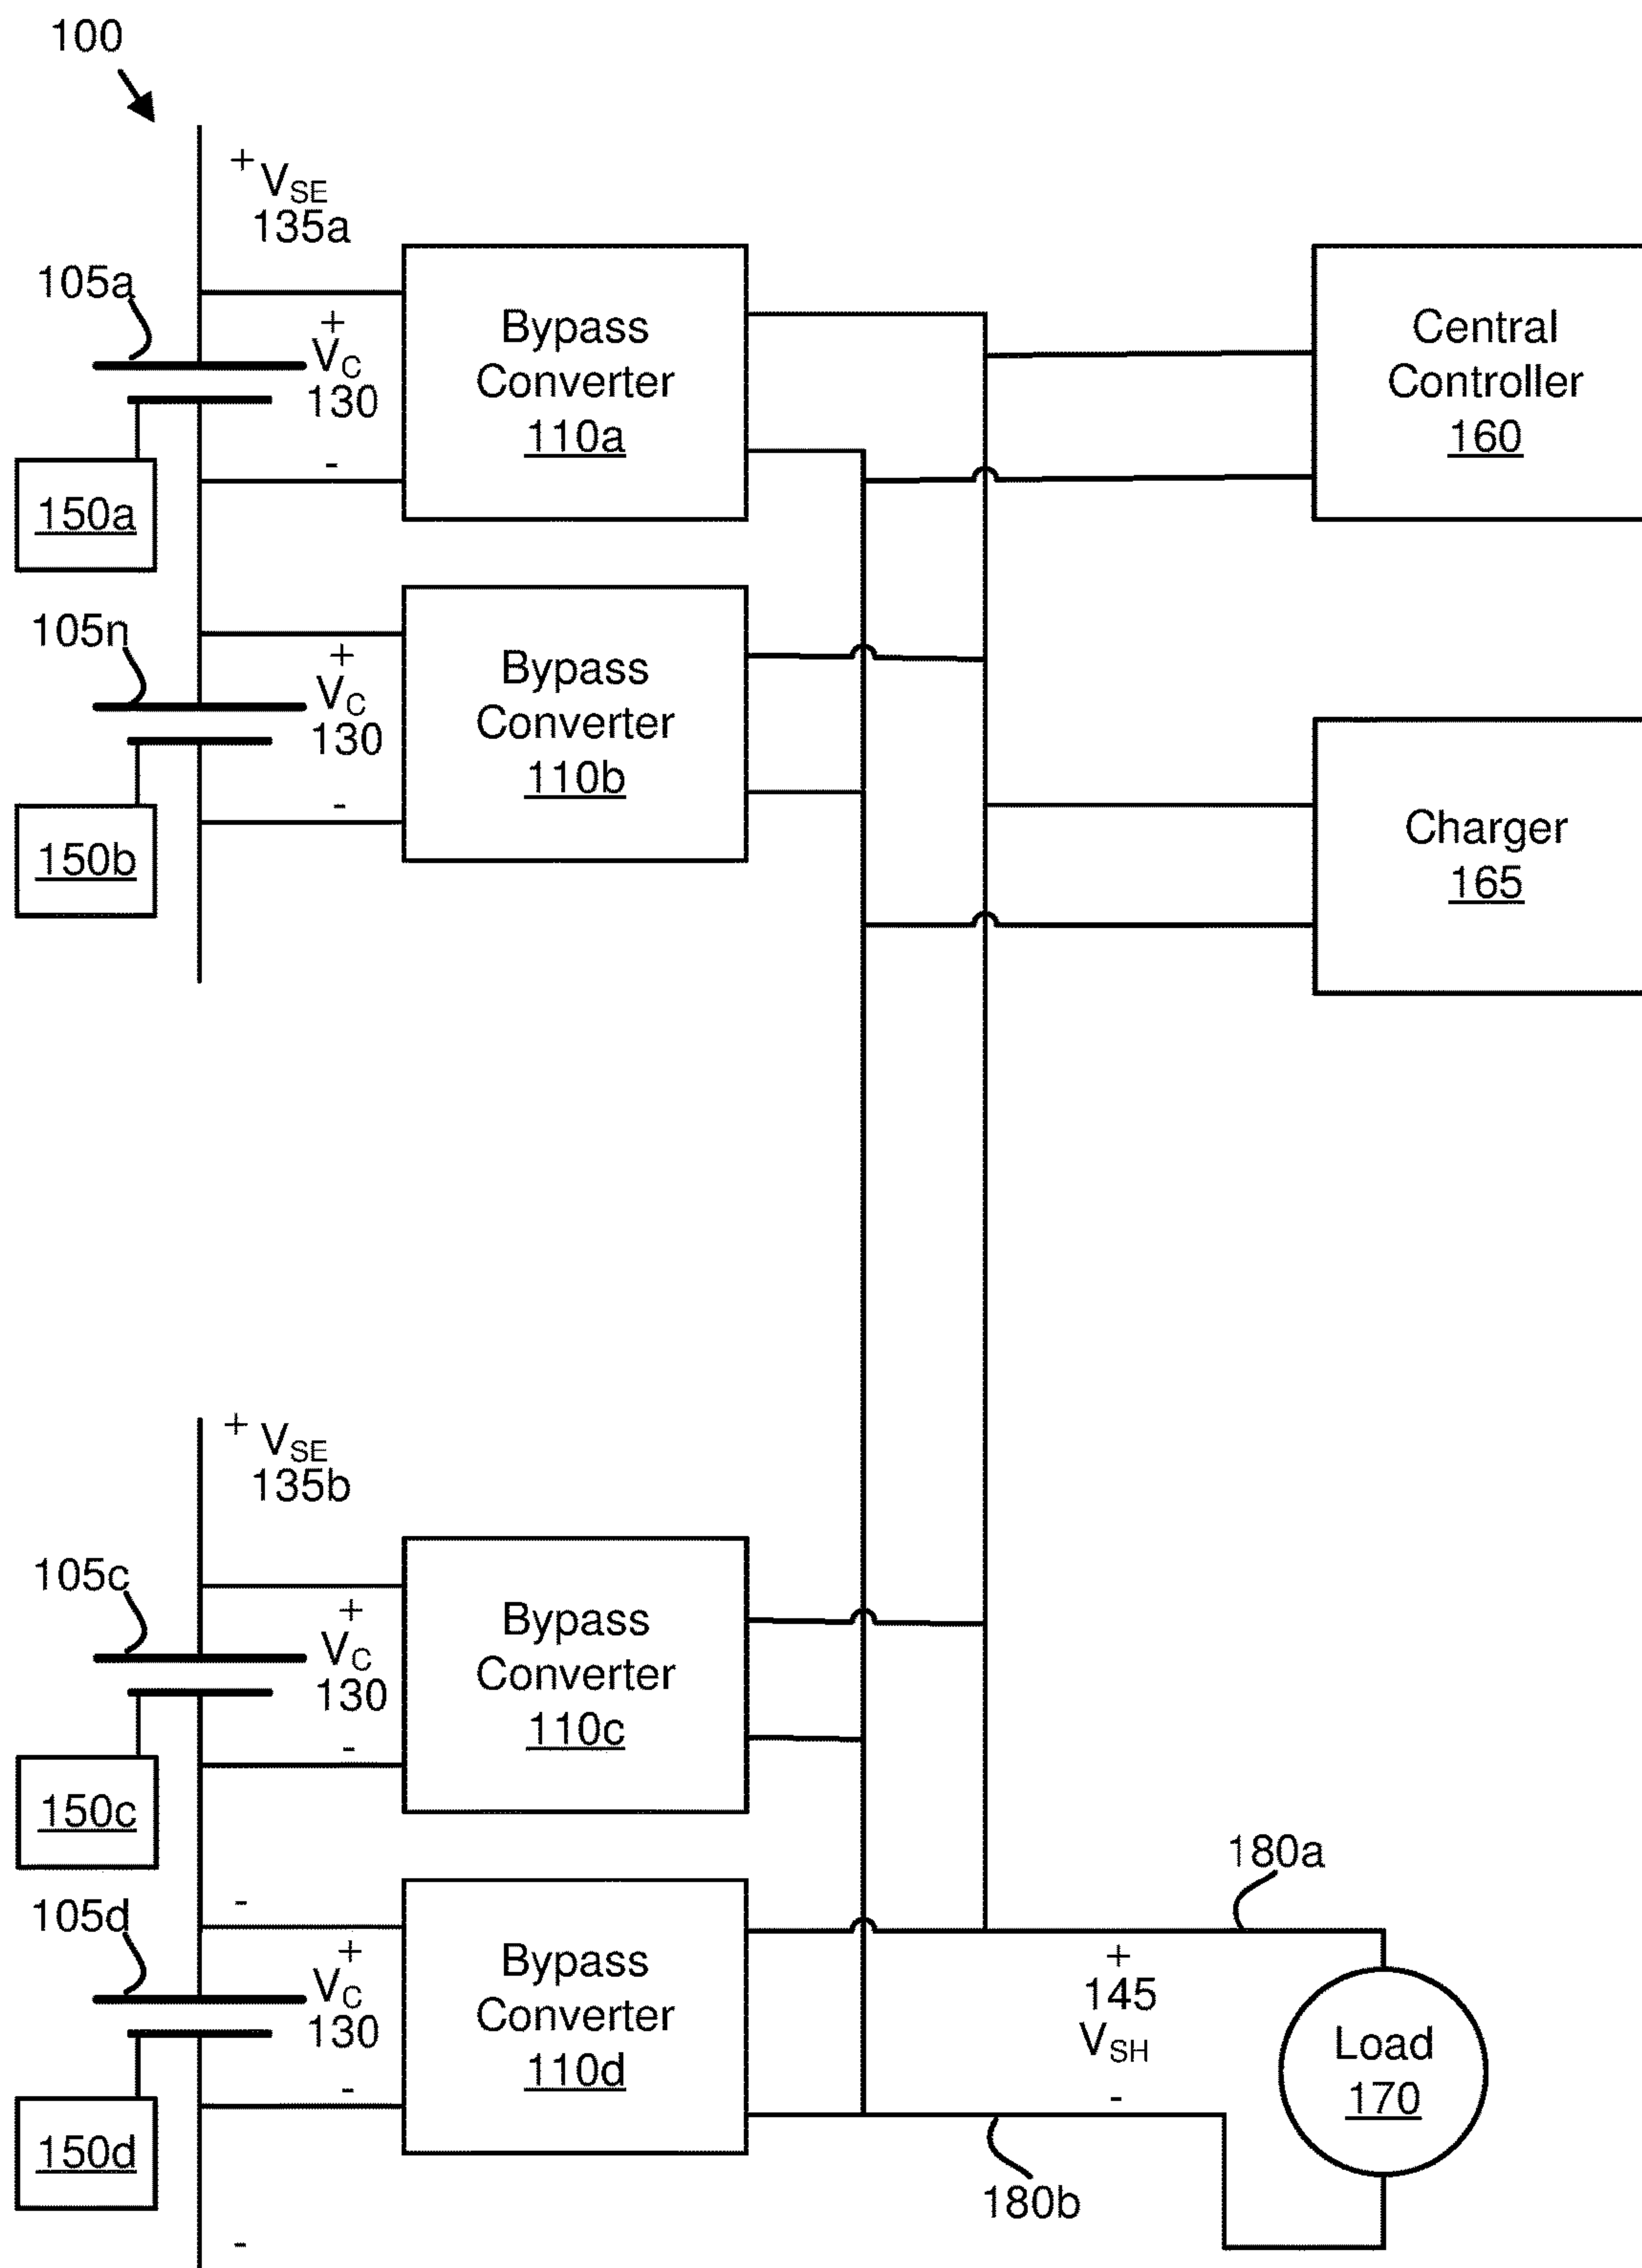 100
+ VSE
135a
105a
+
VC
130
-
150a
Bypass
Converter
110a
Central
Controller
160
105n
+
VC
130
-
150b
Bypass
Converter
110b
Charger
165
+ VSE
135b
105c
+
VC
130
-
150c
Bypass
Converter
110c
-
105d
+
VC
130
-
150d
-
Bypass
Converter
110d
180a
+
145
VSH
-
180b
Load
170